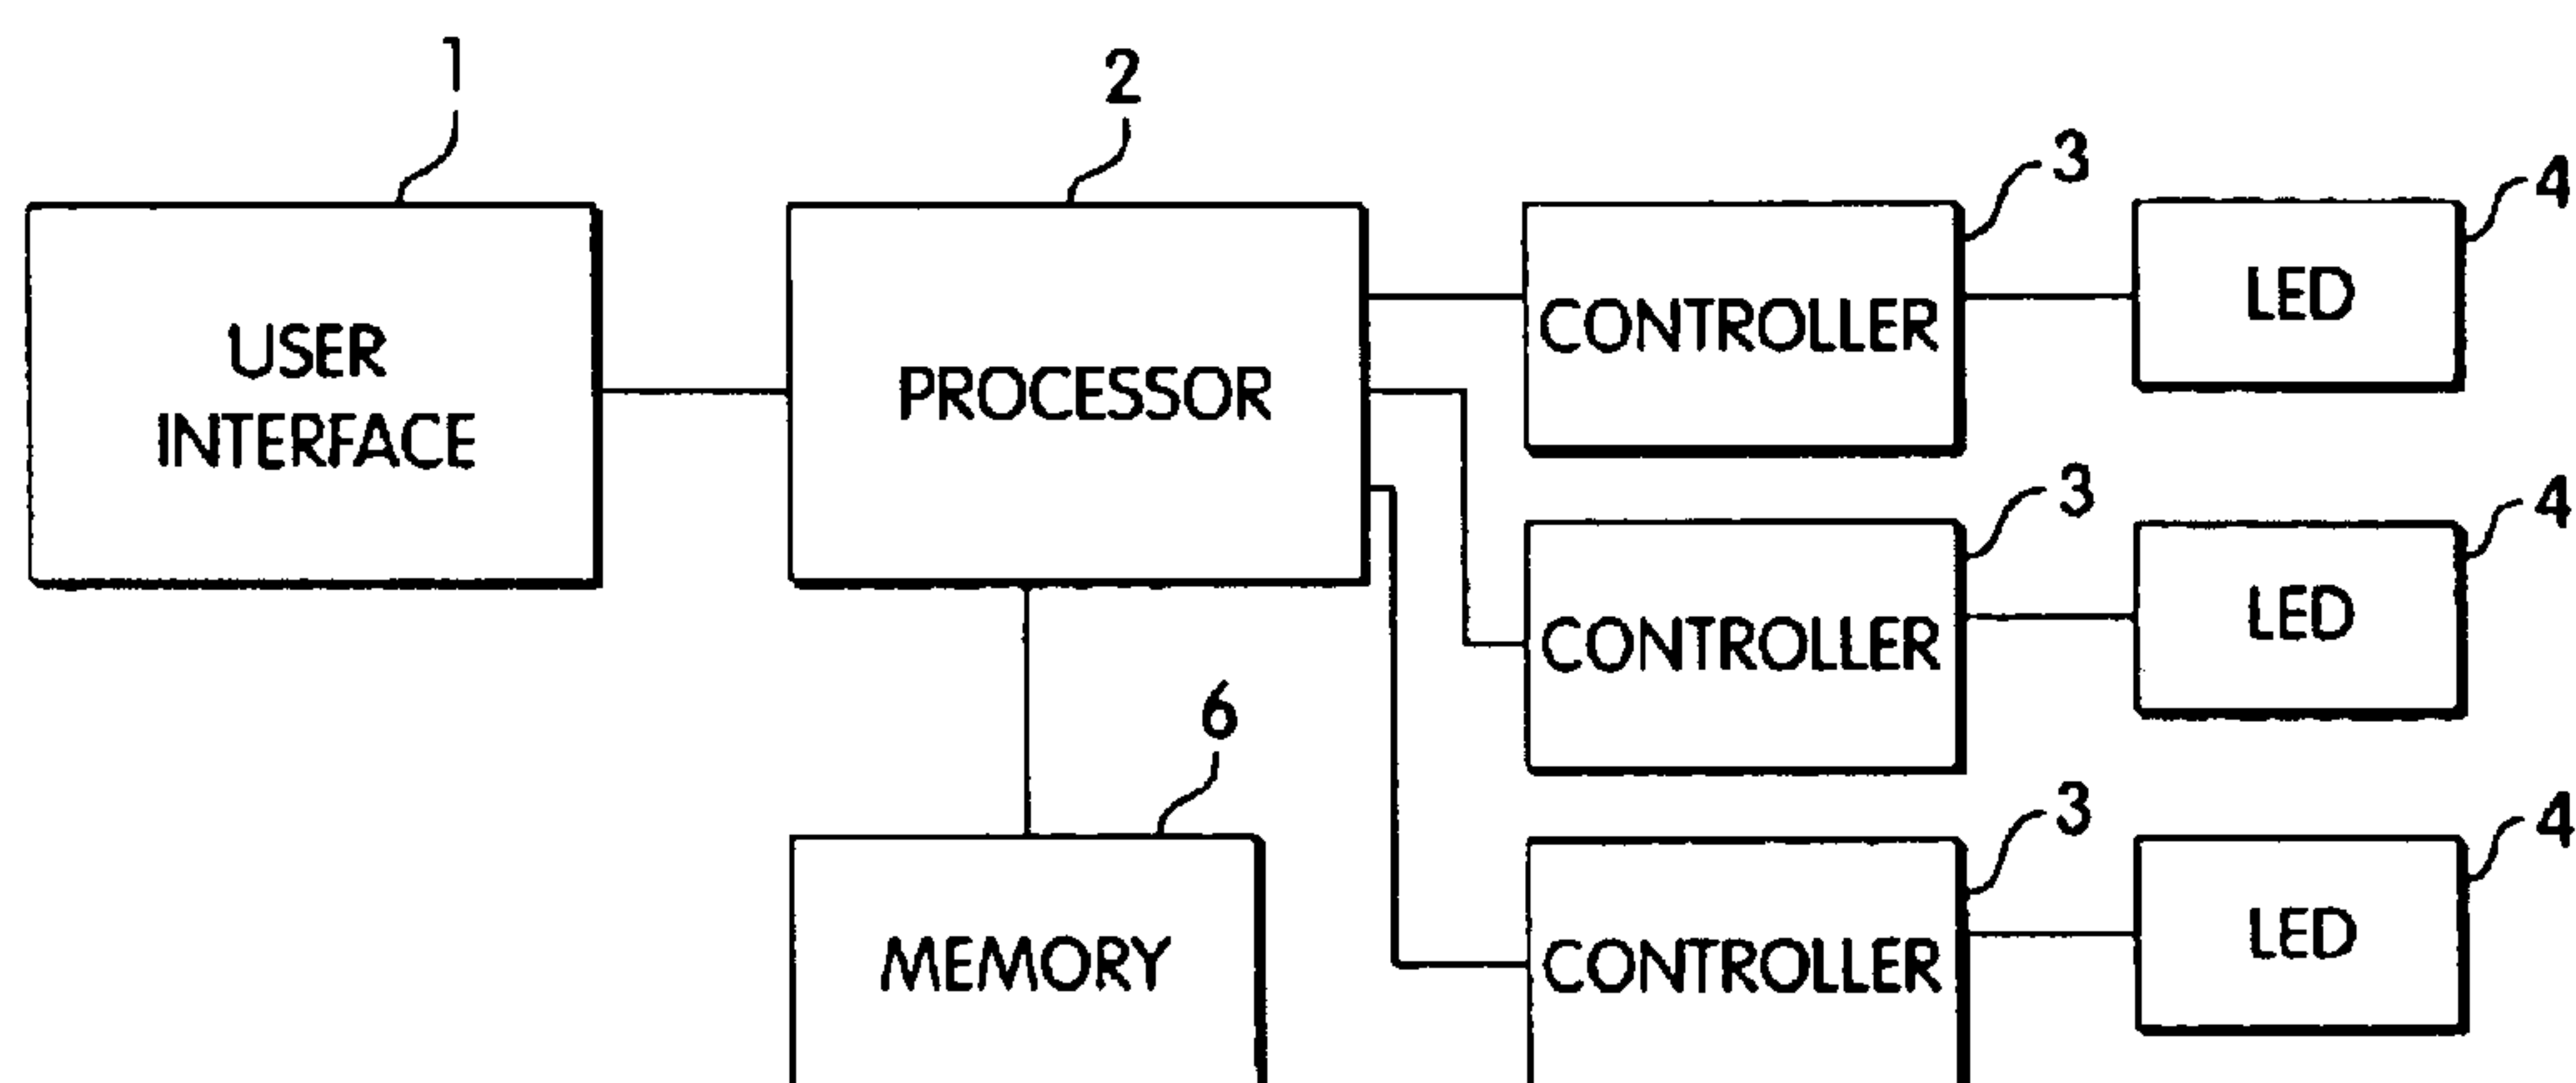 1
2
3
4
USER
INTERFACE
PROCESSOR
CONTROLLER
LED
3
4
CONTROLLER
LED
6
3
4
MEMORY
CONTROLLER
LED